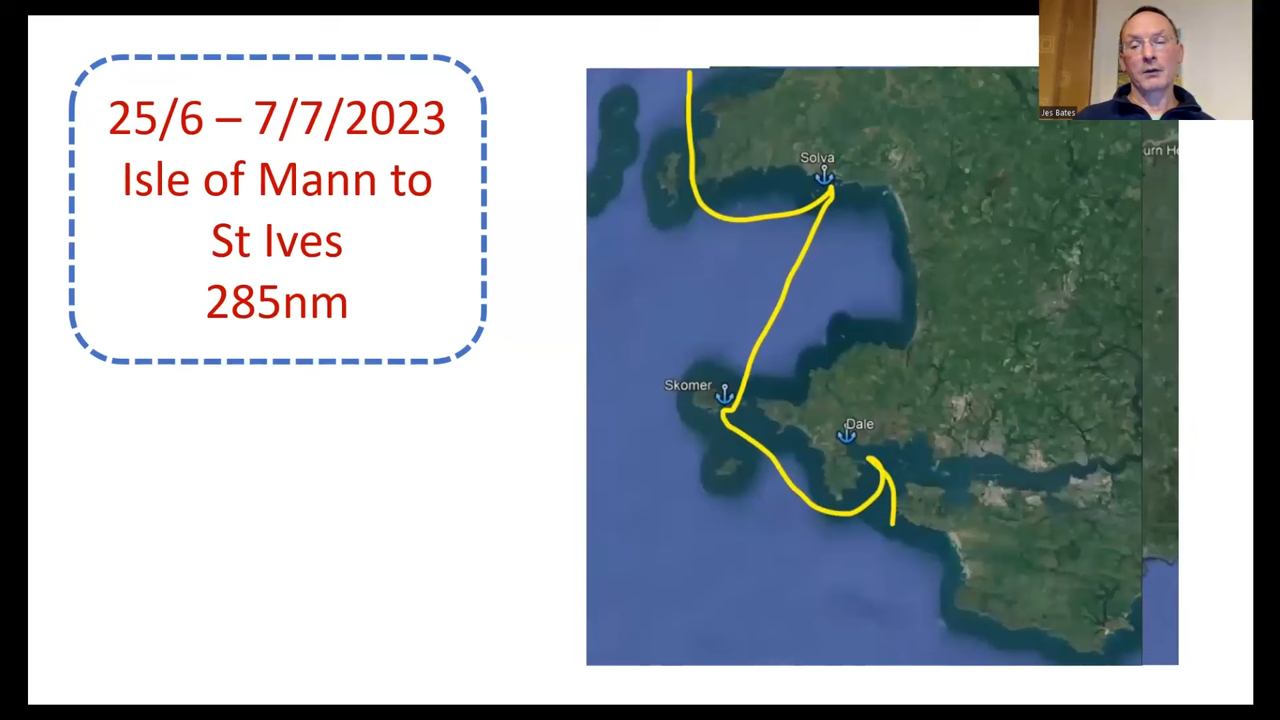 25/6 – 7/7/2023
Isle of Mann to
St Ives
285nm
Jes Bates
Solva
Skomer
Dale